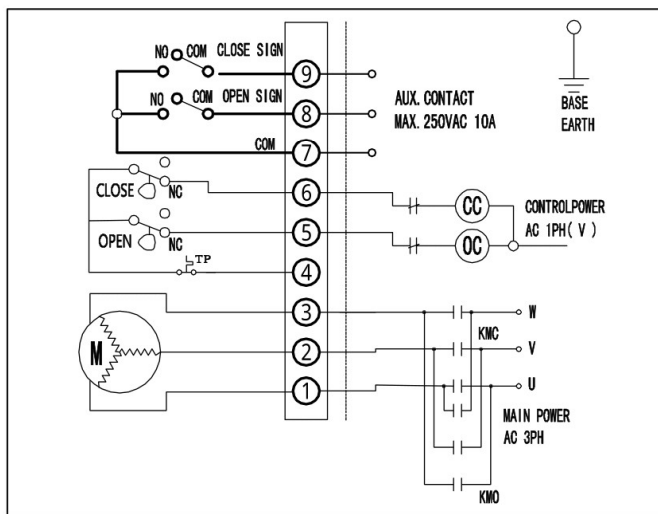 NO COM CLOSE SIGN
9
NO COM OPEN SIGN
8
COM
7
AUX. CONTACT
MAX. 250VAC 10A
BASE
EARTH
CLOSE NC
6
CC
OPEN NC
5
OC
CONTROLPOWER
AC 1PH( V )
TP
4
3
W
KMC
M
2
V
1
U
MAIN POWER
AC 3PH
KMO